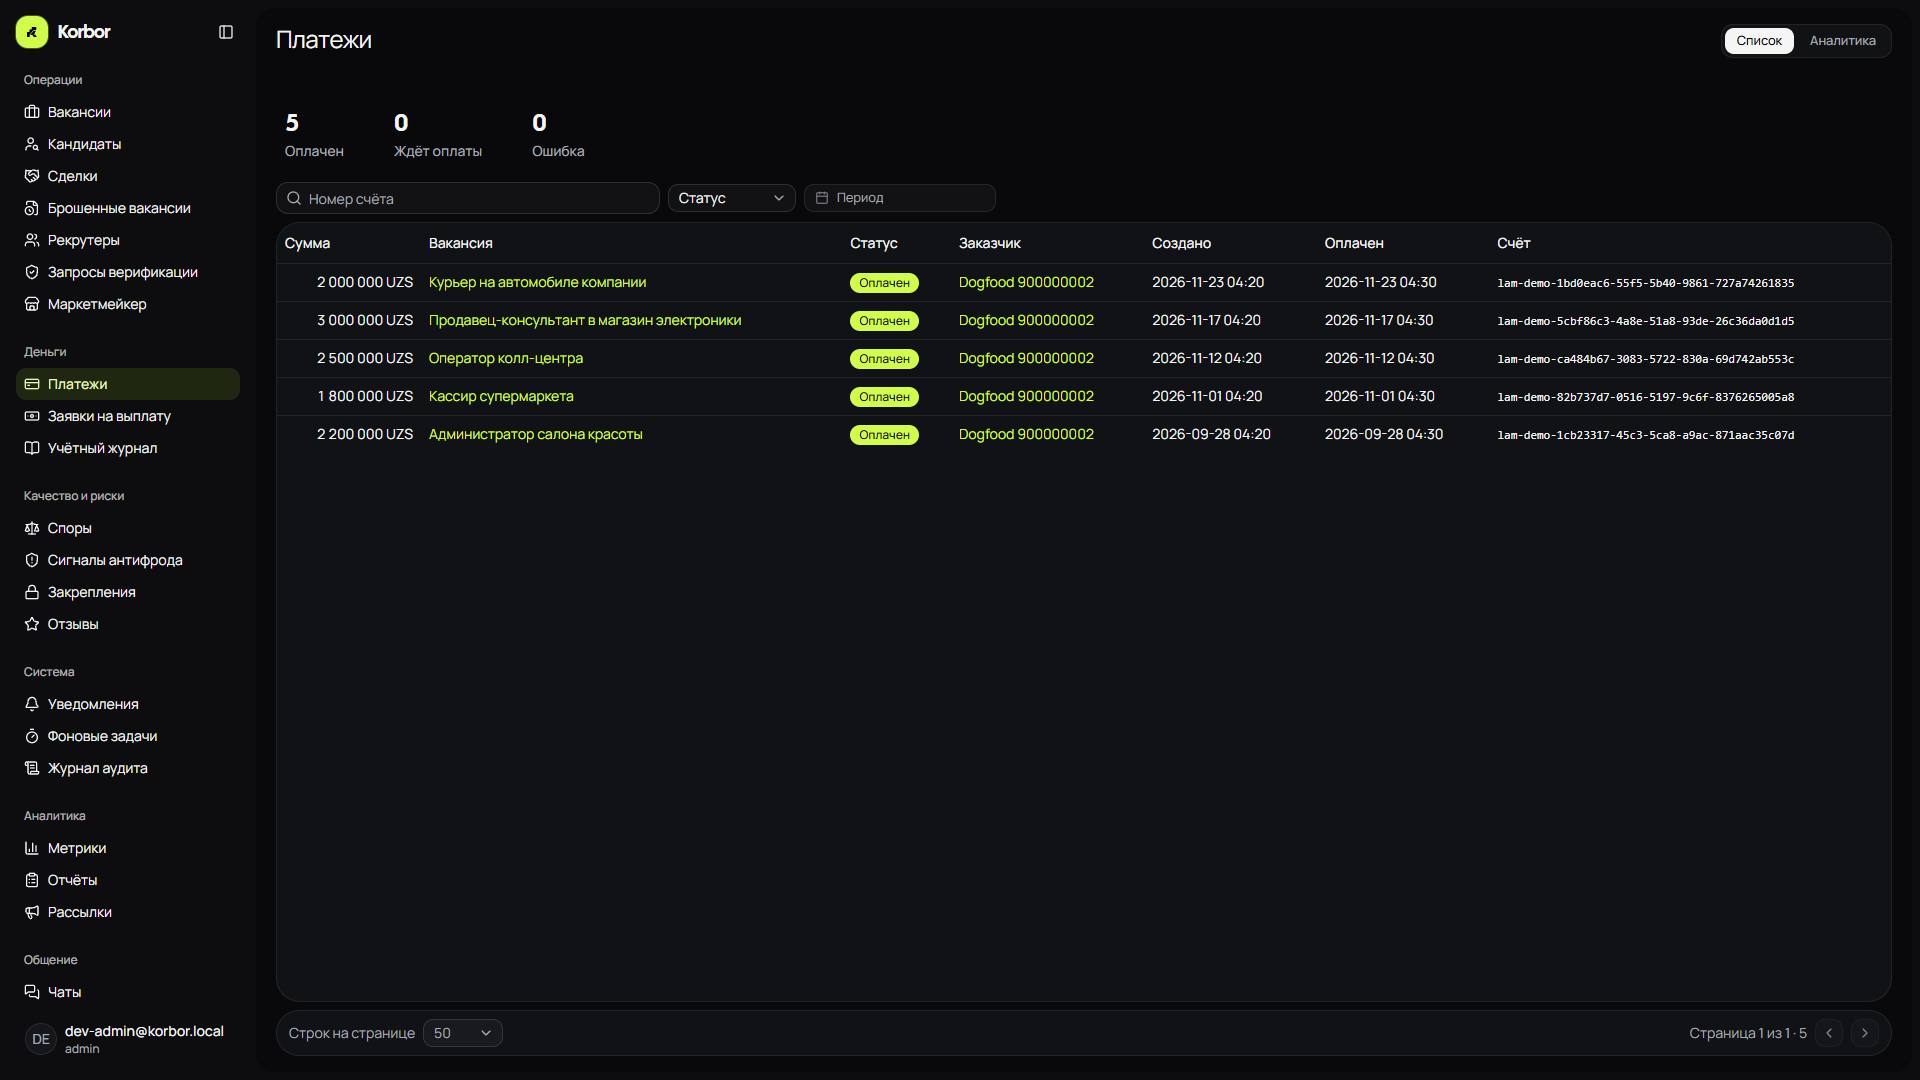 Korbor
Операции
Вакансии
Кандидаты
Сделки
Брошенные вакансии
Рекрутеры
Запросы верификации
Маркетмейкер
Деньги
Платежи
Заявки на выплату
Учётный журнал
Качество и риски
Споры
Сигналы антифрода
Закрепления
Отзывы
Система
Уведомления
Фоновые задачи
Журнал аудита
Аналитика
Метрики
Отчёты
Рассылки
Общение
Чаты
DE
dev-admin@korbor.local
admin
Платежи
Список Аналитика
5 0 0
Оплачен Ждёт оплаты Ошибка
Номер счёта Статус Период
Сумма Вакансия Статус Заказчик Создано Оплачен Счёт
2 000 000 UZS Курьер на автомобиле компании Оплачен Dogfood 900000002 2026-11-23 04:20 2026-11-23 04:30 lam-demo-1bd0eac6-55f5-5b40-9861-727a74261835
3 000 000 UZS Продавец-консультант в магазин электроники Оплачен Dogfood 900000002 2026-11-17 04:20 2026-11-17 04:30 lam-demo-5cbf86c3-4a8e-51a8-93de-26c36da0d1d5
2 500 000 UZS Оператор колл-центра Оплачен Dogfood 900000002 2026-11-12 04:20 2026-11-12 04:30 lam-demo-ca484b67-3083-5722-830a-69d742ab553c
1 800 000 UZS Кассир супермаркета Оплачен Dogfood 900000002 2026-11-01 04:20 2026-11-01 04:30 lam-demo-82b737d7-0516-5197-9c6f-8376265005a8
2 200 000 UZS Администратор салона красоты Оплачен Dogfood 900000002 2026-09-28 04:20 2026-09-28 04:30 lam-demo-1cb23317-45c3-5ca8-a9ac-871aac35c07d
Строк на странице 50 Страница 1 из 1 · 5